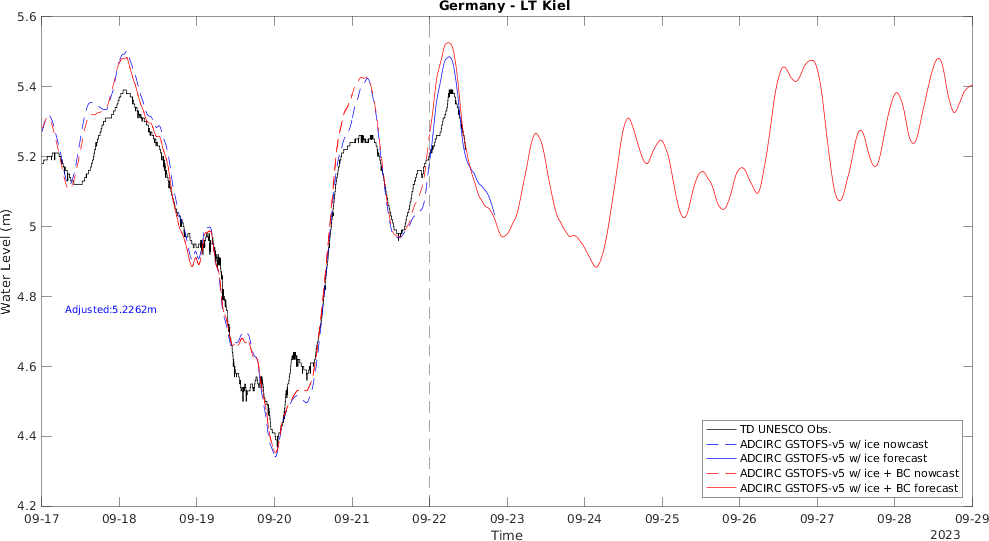 Germany - LT Kiel
5.6
5.4
5.2
5
4.8
4.6
4.4
4.2
Water Level (m)
Adjusted:5.2262m
TD UNESCO Obs.
ADCIRC GSTOFS-v5 w/ ice nowcast
ADCIRC GSTOFS-v5 w/ ice forecast
ADCIRC GSTOFS-v5 w/ ice + BC nowcast
ADCIRC GSTOFS-v5 w/ ice + BC forecast
09-17 09-18 09-19 09-20 09-21 09-22 09-23 09-24 09-25 09-26 09-27 09-28 09-29
Time
2023